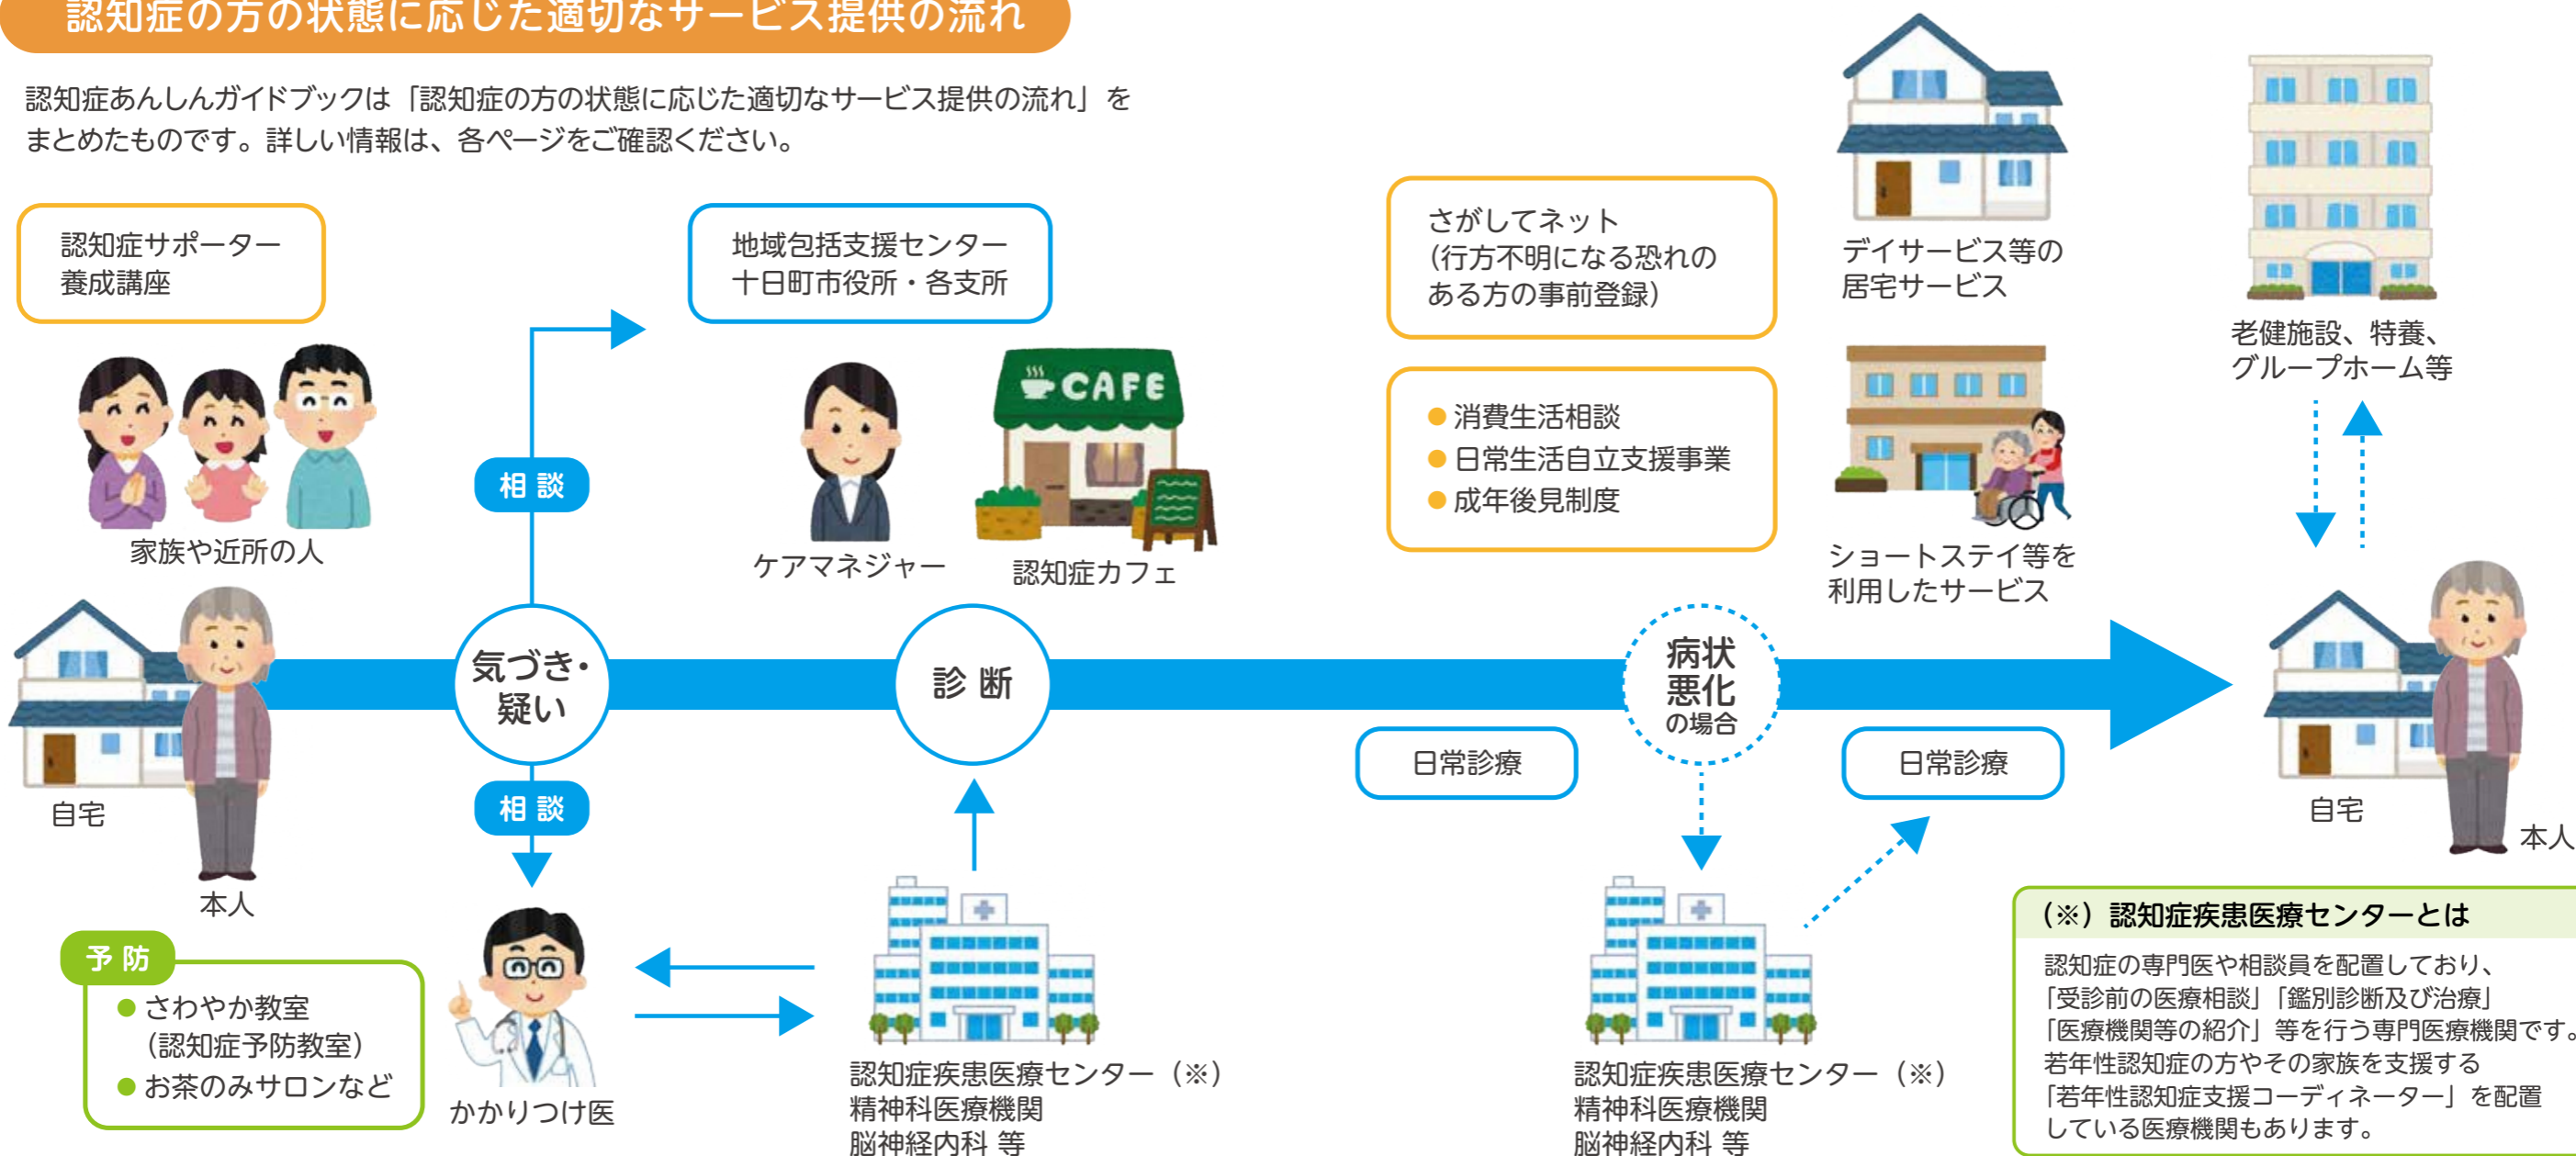 認知症の方の状態に応じた適切なサービス提供の流れ
認知症あんしんガイドブックは「認知症の方の状態に応じた適切なサービス提供の流れ」を
まとめたものです。詳しい情報は、各ページをご確認ください。
認知症サポーター
養成講座
家族や近所の人
自宅
本人
予防
● さわやか教室
（認知症予防教室）
● お茶のみサロンなど
気づき・
疑い
相談
相談
かかりつけ医
地域包括支援センター
十日町市役所・各支所
ケアマネジャー
CAFE
認知症カフェ
診断
認知症疾患医療センター（※）
精神科医療機関
脳神経内科 等
さがしてネット
（行方不明になる恐れの
ある方の事前登録）
● 消費生活相談
● 日常生活自立支援事業
● 成年後見制度
デイサービス等の
居宅サービス
ショートステイ等を
利用したサービス
病状
悪化
の場合
日常診療
日常診療
認知症疾患医療センター（※）
精神科医療機関
脳神経内科 等
老健施設、特養、
グループホーム等
自宅
本人
（※）認知症疾患医療センターとは
認知症の専門医や相談員を配置しており、
「受診前の医療相談」「鑑別診断及び治療」
「医療機関等の紹介」等を行う専門医療機関です。
若年性認知症の方やその家族を支援する
「若年性認知症支援コーディネーター」を配置
している医療機関もあります。